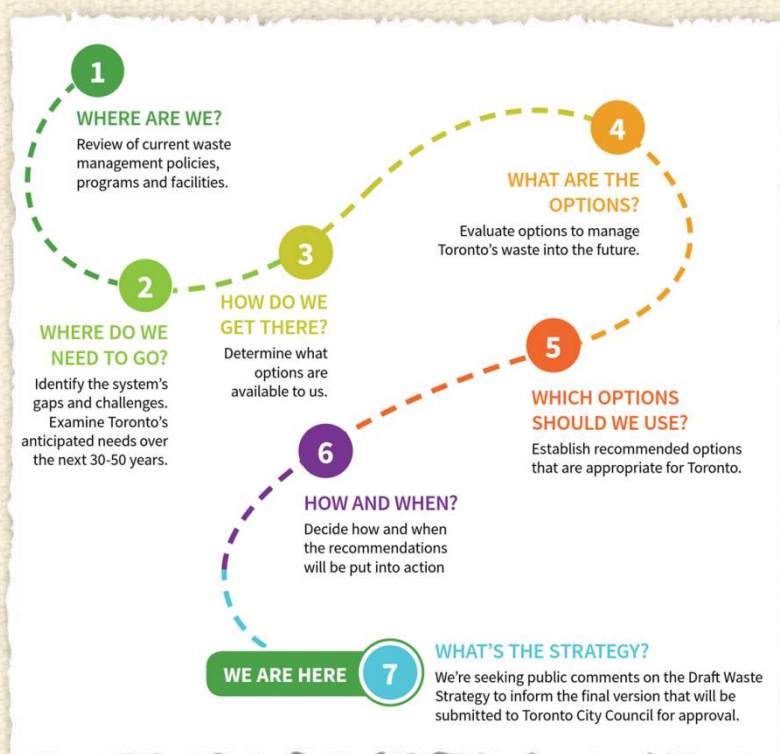 1
WHERE ARE WE?
Review of current waste
management policies,
programs and facilities.
2
WHERE DO WE
NEED TO GO?
Identify the system's
gaps and challenges.
Examine Toronto's
anticipated needs over
the next 30-50 years.
3
HOW DO WE
GET THERE?
Determine what
options are
available to us.
4
WHAT ARE THE
OPTIONS?
Evaluate options to manage
Toronto's waste into the future.
5
WHICH OPTIONS
SHOULD WE USE?
Establish recommended options
that are appropriate for Toronto.
6
HOW AND WHEN?
Decide how and when
the recommendations
will be put into action
WE ARE HERE 7
WHAT'S THE STRATEGY?
We're seeking public comments on the Draft Waste
Strategy to inform the final version that will be
submitted to Toronto City Council for approval.